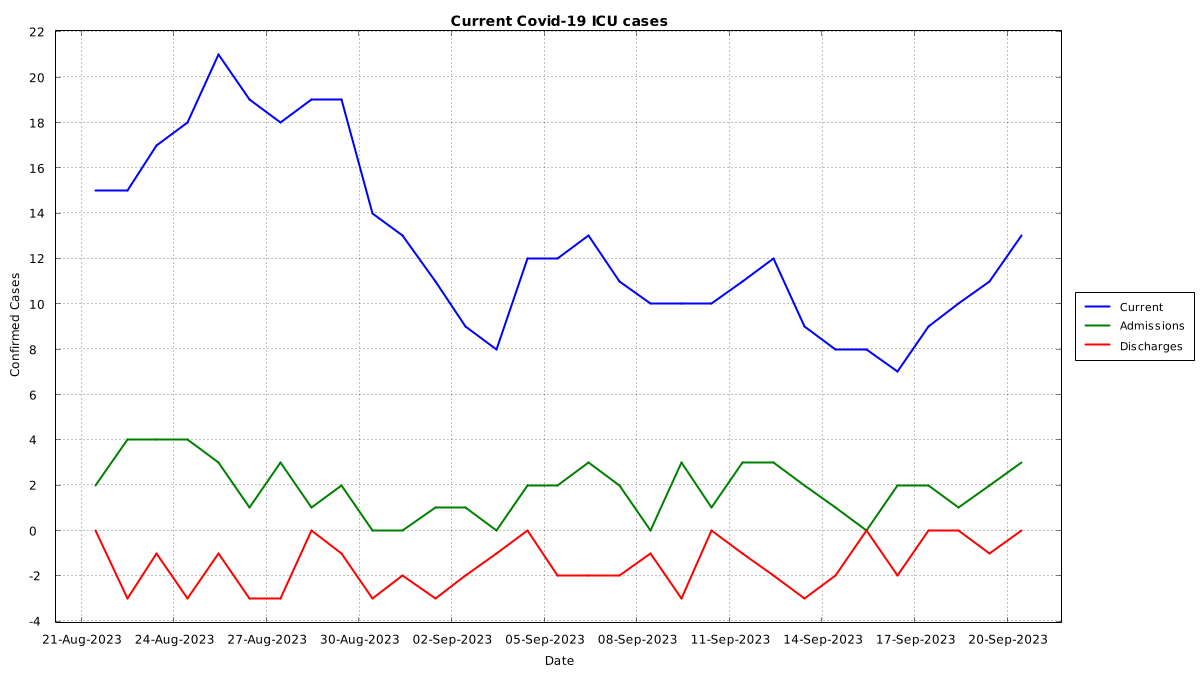 Current Covid-19 ICU cases
22
20
18
16
14
12
10
8
6
4
2
0
-2
-4
Confirmed Cases
21-Aug-2023 24-Aug-2023 27-Aug-2023 30-Aug-2023 02-Sep-2023 05-Sep-2023 08-Sep-2023 11-Sep-2023 14-Sep-2023 17-Sep-2023 20-Sep-2023
Date
Current
Admissions
Discharges